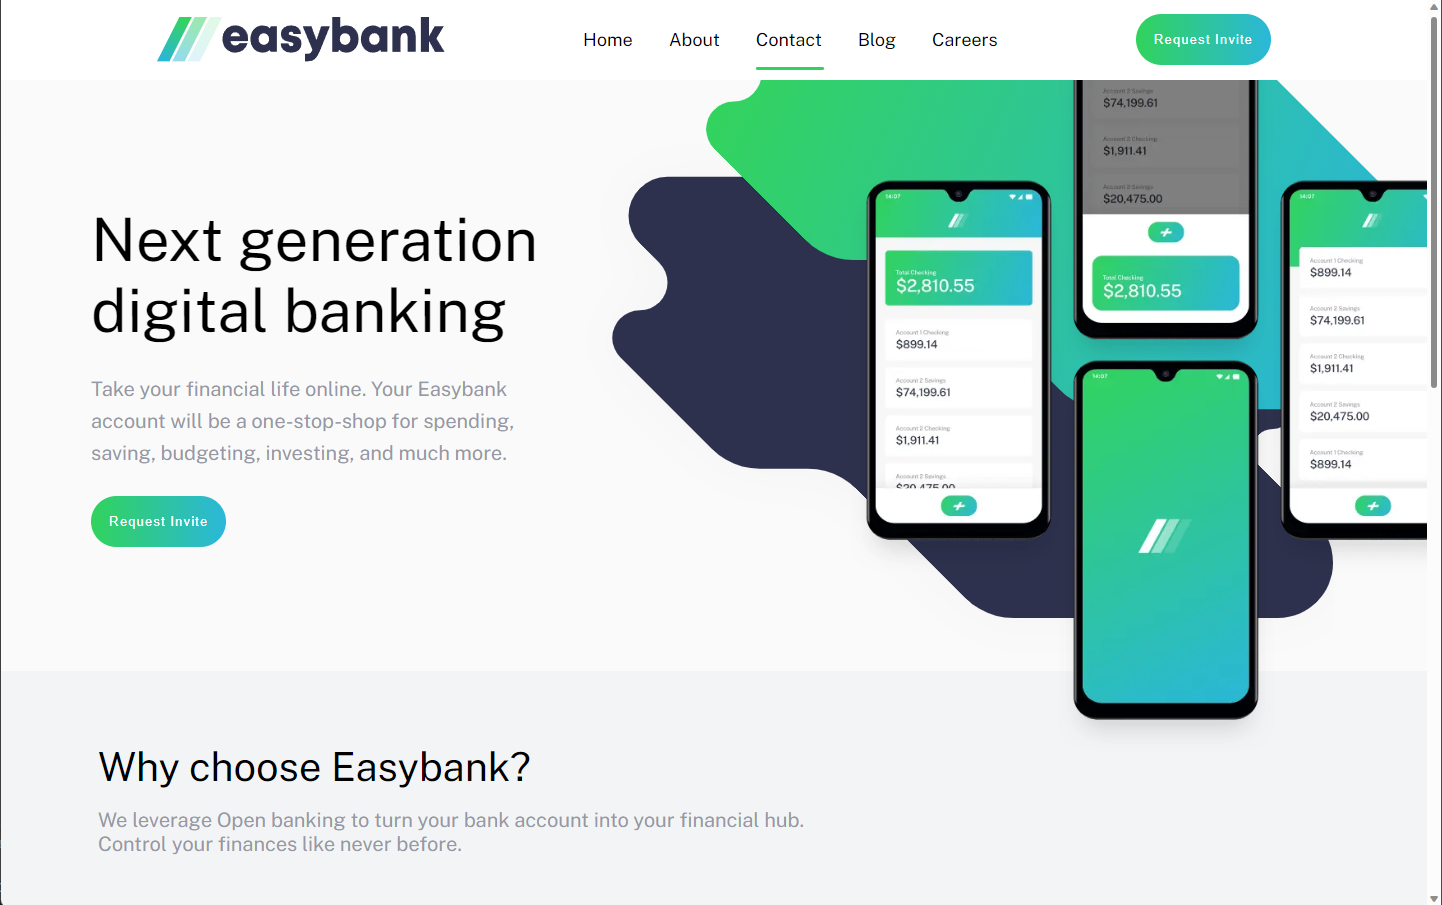 easybank
Home About Contact Blog Careers
Request Invite
Next generation
digital banking
Take your financial life online. Your Easybank
account will be a one-stop-shop for spending,
saving, budgeting, investing, and much more.
Request Invite
14:07
Total Checking
$2,810.55
Account 1 Checking
$899.14
Account 2 Savings
$74,199.61
Account 2 Checking
$1,911.41
Account 2 Savings
$20,475.00
Account 2 Savings
$74,199.61
Account 2 Checking
$1,911.41
Account 2 Savings
$20,475.00
Total Checking
$2,810.55
14:07
14:07
Account 1 Checking
$899.14
Account 2 Savings
$74,199.61
Account 2 Checking
$1,911.41
Account 2 Savings
$20,475.00
Account 1 Checking
$899.14
Why choose Easybank?
We leverage Open banking to turn your bank account into your financial hub.
Control your finances like never before.